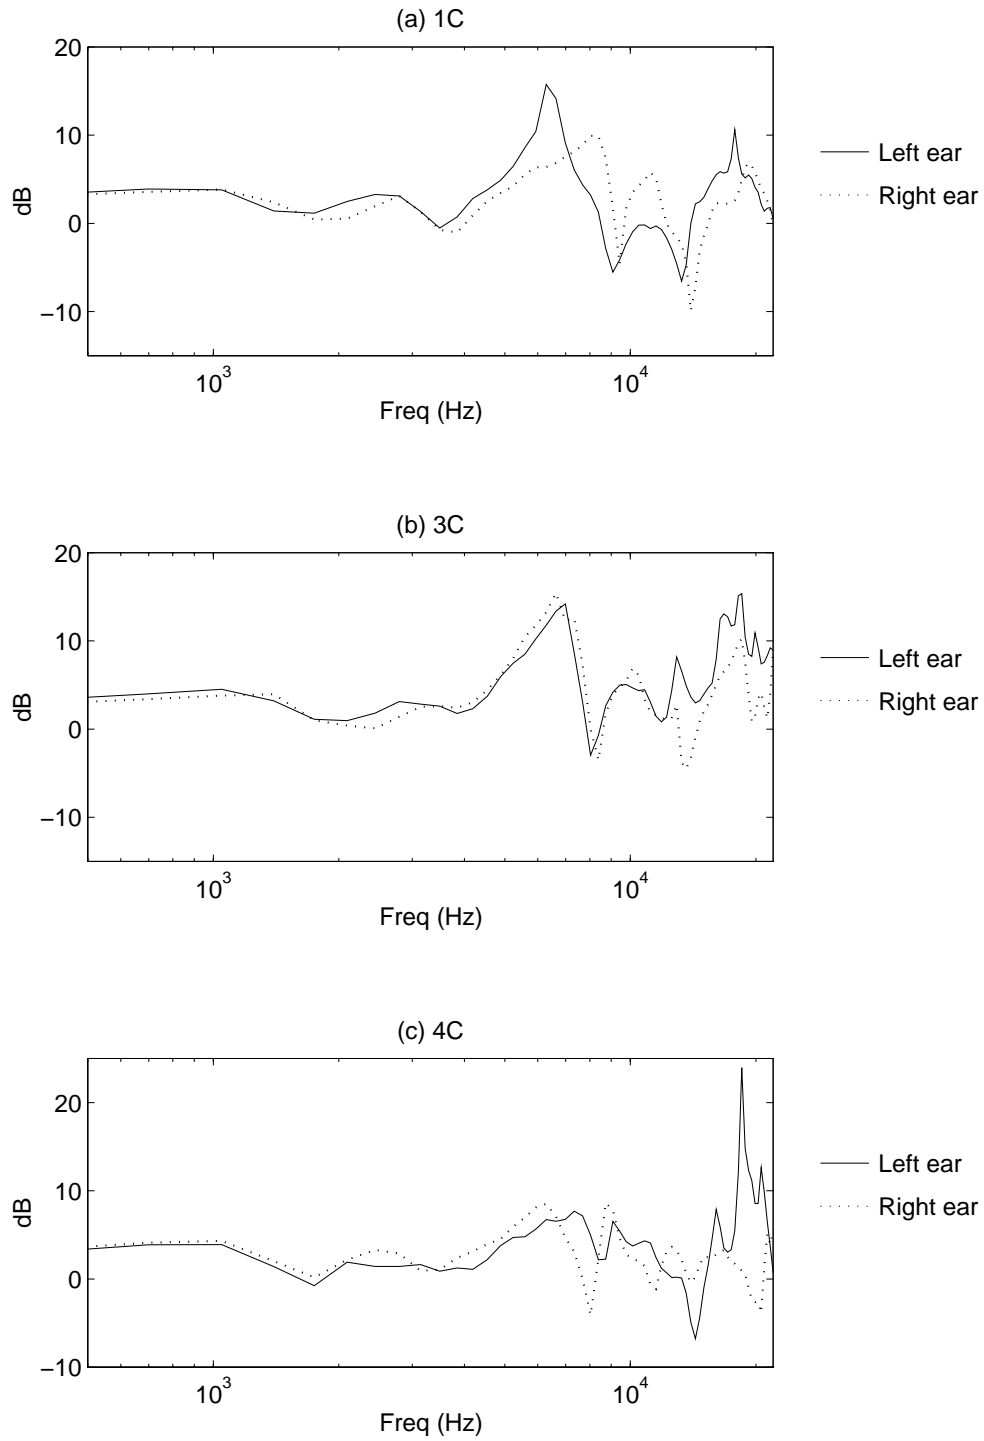 (a) 1C
20
10
0
−10
dB
10^3
10^4
Freq (Hz)
Left ear
Right ear
(b) 3C
20
10
0
−10
dB
10^3
10^4
Freq (Hz)
Left ear
Right ear
(c) 4C
20
10
0
−10
dB
10^3
10^4
Freq (Hz)
Left ear
Right ear